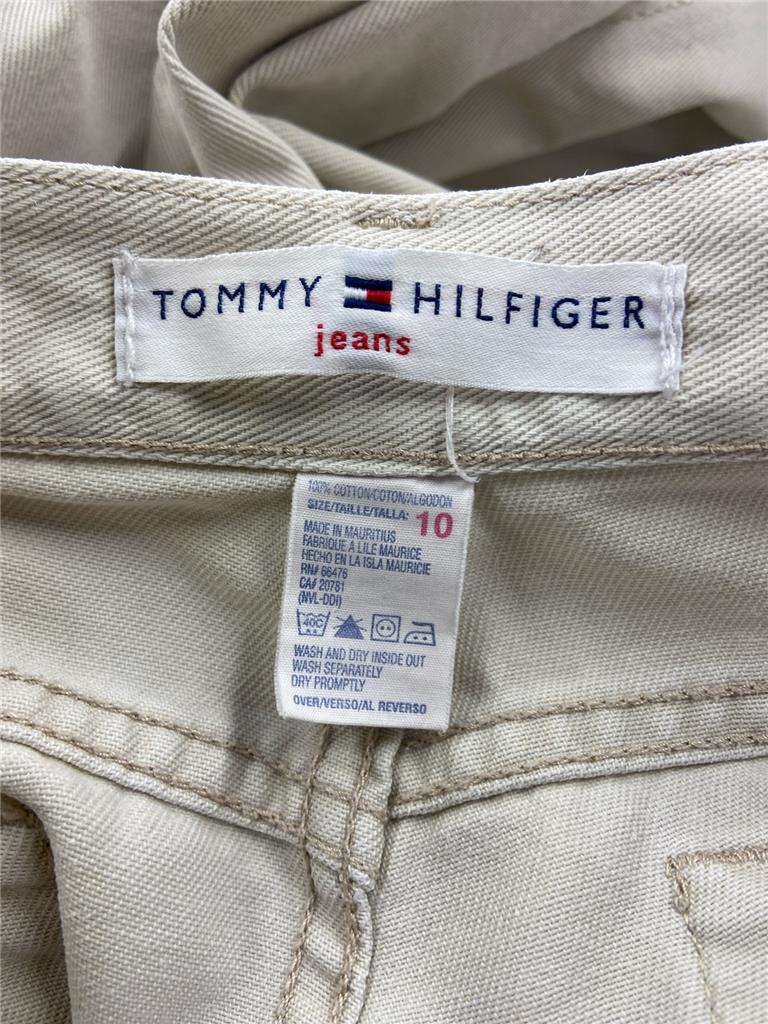 TOMMY HILFIGER
jeans
100% COTTON/COTON/ALGODON
SIZE/TAILLE/TALLA: 10
MADE IN MAURITIUS
FABRIQUE A LILE MAURICE
HECHO EN LA ISLA MAURICIE
RN# 66476
CA# 20781
(NVL-DDI)
40C
WASH AND DRY INSIDE OUT
WASH SEPARATELY
DRY PROMPTLY
OVER/VERSO/AL REVERSO